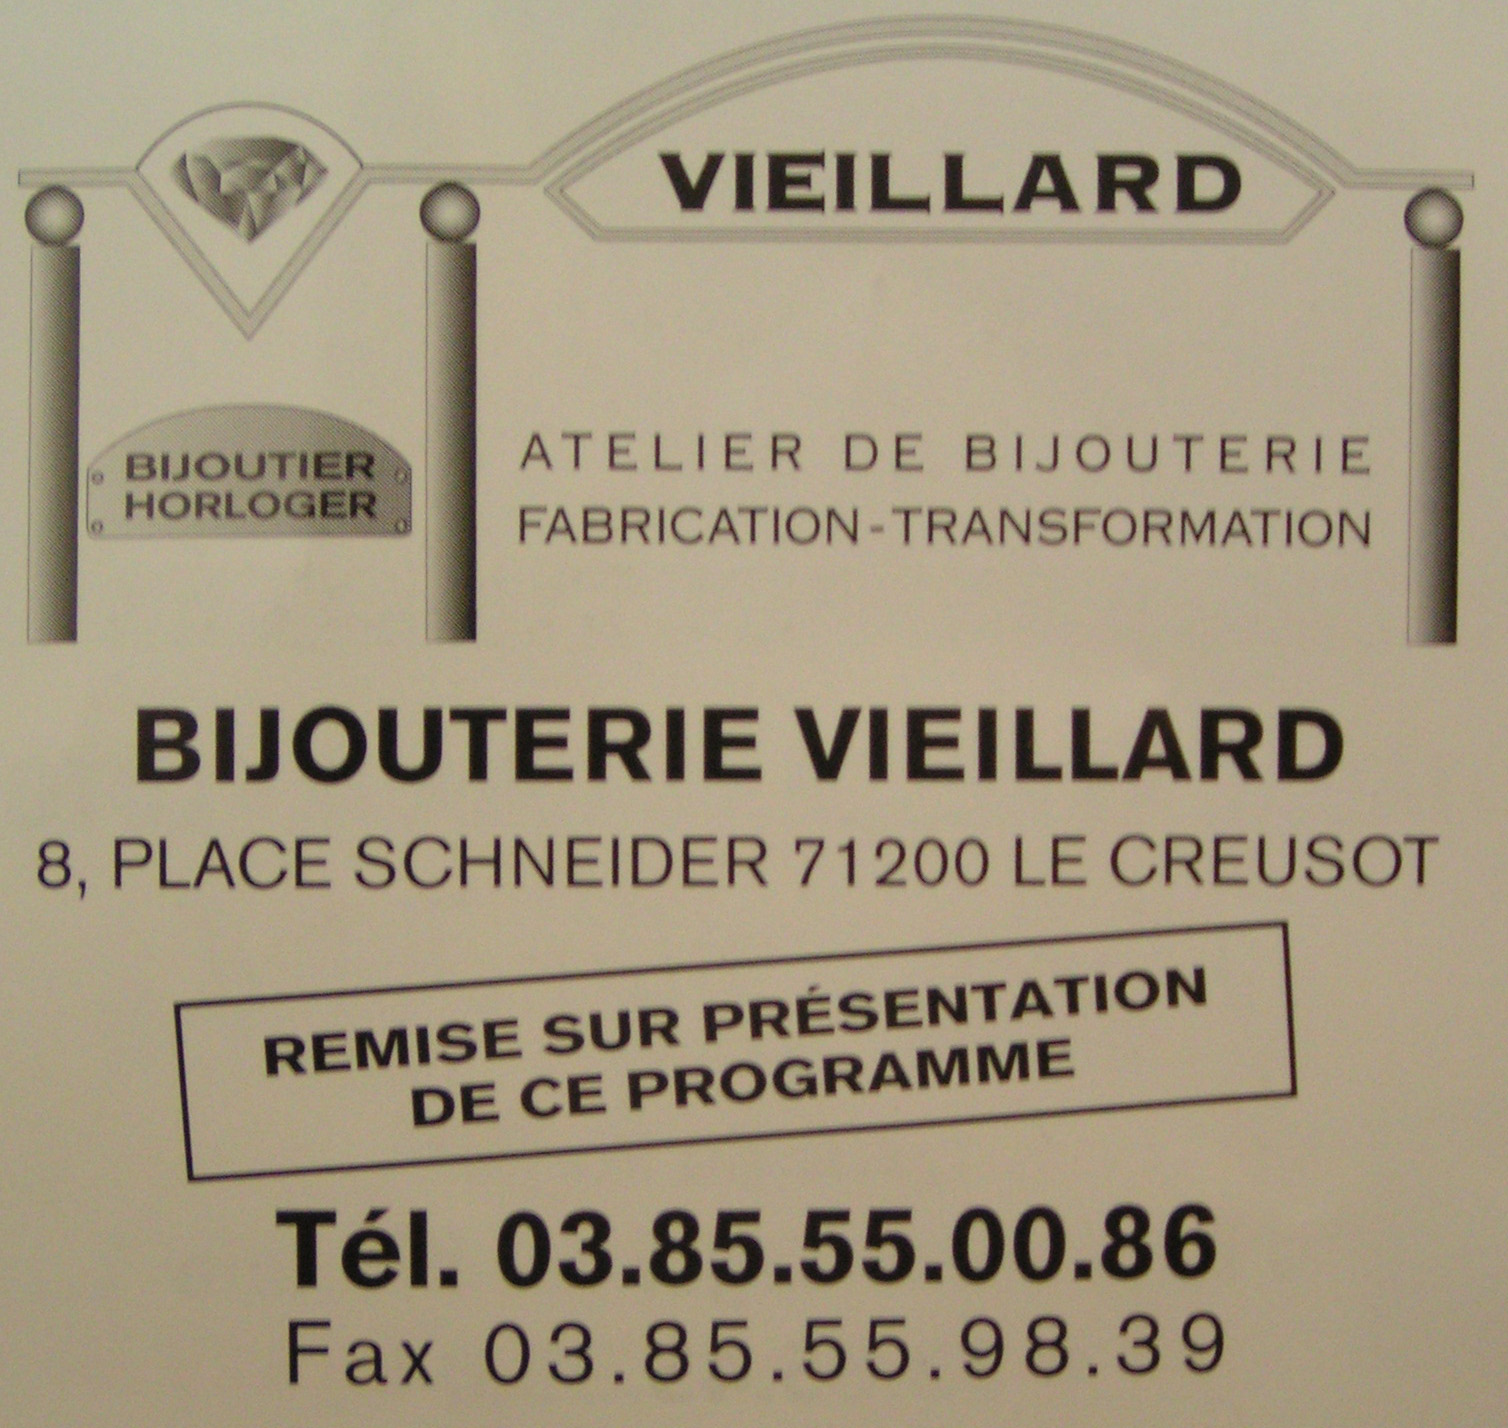 VIEILLARD
BIJOUTIER
HORLOGER
ATELIER DE BIJOUTERIE
FABRICATION-TRANSFORMATION
BIJOUTERIE VIEILLARD
8, PLACE SCHNEIDER 71200 LE CREUSOT
REMISE SUR PRÉSENTATION
DE CE PROGRAMME
Tél. 03.85.55.00.86
Fax 03.85.55.98.39